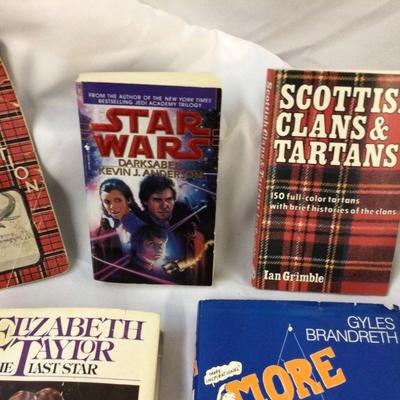 FROM THE AUTHOR OF THE NEW YORK TIMES
BESTSELLING JEDI ACADEMY TRILOGY
STAR
WARS
DARKSABER
KEVIN J. ANDERSON
SCOTTISH
CLANS &
TARTANS
150 full-color tartans
with brief histories of the clans
Ian Grimble
ON
ELIZABETH
TAYLOR
THE LAST STAR
GYLES
BRANDRETH
MORE